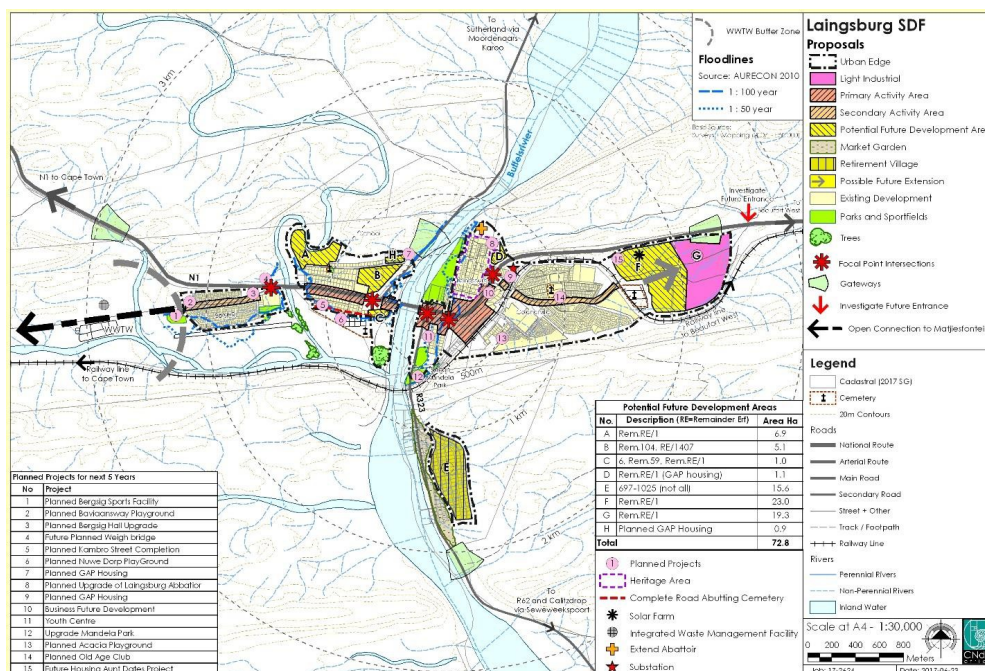 To
Sutherland via
Moordenaars
Karoo
WWTW Buffer Zone
Floodlines
Source: AURECON 2010
1 : 100 year
1 : 50 year
3 km
Buffelsrivier
N1 to Cape Town
N1
Investigate
Future Entrance
WWTW
Railway line
to Cape Town
Railway line
to Beaufort West
Mandela
Park
500m
1 km
2 km
R323
To
R62 and Calitzdorp
via Seweweekspoort
A
B
C
D
E
F
G
H
Laingsburg SDF
Proposals
Urban Edge
Light Industrial
Primary Activity Area
Secondary Activity Area
Potential Future Development Area
Market Garden
Retirement Village
Possible Future Extension
Existing Development
Parks and Sportfields
Trees
Focal Point Intersections
Gateways
Investigate Future Entrance
Open Connection to Matjiesfontein
Legend
Cadastral (2017 SG)
Cemetery
20m Contours
Roads
National Route
Arterial Route
Main Road
Secondary Road
Street + Other
Track / Footpath
Railway Line
Rivers
Perennial Rivers
Non-Perennial Rivers
Inland Water
Scale at A4 - 1:30,000
0 200 400 600 800
Meters
Potential Future Development Areas
No. Description (RE=Remainder Erf) Area Ha
A Rem.RE/1 6.9
B Rem.104, RE/1407 5.1
C 6, Rem.59, Rem.RE/1 1.0
D Rem.RE/1 (GAP housing) 1.1
E 697-1025 (not all) 15.6
F Rem.RE/1 23.0
G Rem.RE/1 19.3
H Planned GAP Housing 0.9
Total 72.8
1 Planned Projects
Heritage Area
Complete Road Abutting Cemetery
Solar Farm
Integrated Waste Management Facility
Extend Abattoir
Substation
Planned Projects for next 5 Years
No Project
1 Planned Bergsig Sports Facility
2 Planned Baviaansway Playground
3 Planned Bergsig Hall Upgrade
4 Future Planned Weigh bridge
5 Planned Kambro Street Completion
6 Planned Nuwe Dorp PlayGround
7 Planned GAP Housing
8 Planned Upgrade of Laingsburg Abbatior
9 Planned GAP Housing
10 Business Future Development
11 Youth Centre
12 Upgrade Mandela Park
13 Planned Acacia Playground
14 Planned Old Age Club
15 Future Housing Aunt Dates Project